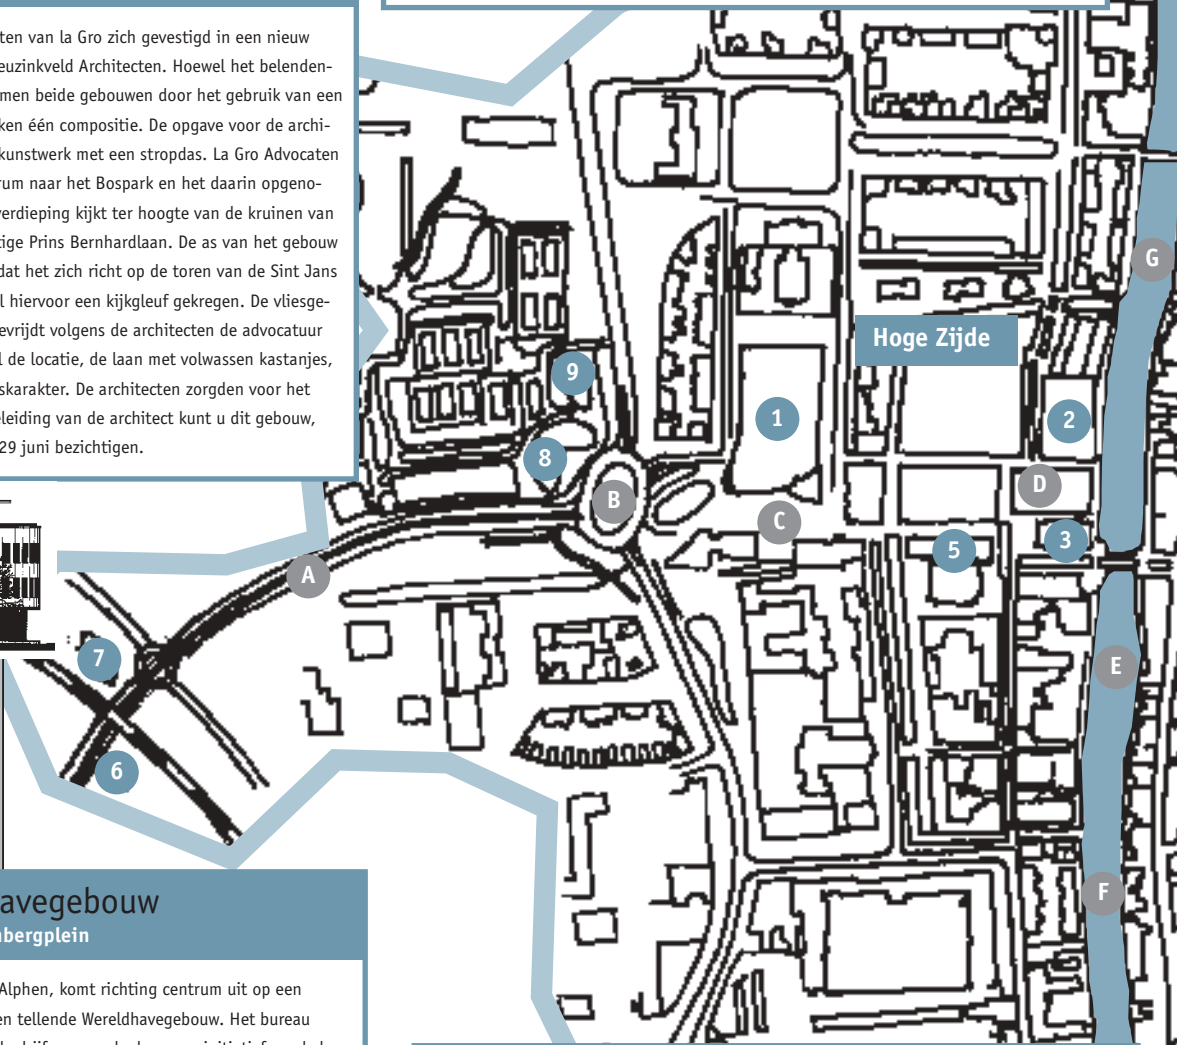 ten van la Gro zich gevestigd in een nieuw
euzinkveld Architecten. Hoewel het belenden-
men beide gebouwen door het gebruik van een
ken één compositie. De opgave voor de archi-
kunstwerk met een stropdas. La Gro Advocaten
rum naar het Bospark en het daarin opgeno-
verdieping kijkt ter hoogte van de kruinen van
tige Prins Bernhardlaan. De as van het gebouw
dat het zich richt op de toren van de Sint Jans
l hiervoor een kijkgleuf gekregen. De vliesge-
evrijdt volgens de architecten de advocatuur
l de locatie, de laan met volwassen kastanjes,
skarakter. De architecten zorgden voor het
eleiding van de architect kunt u dit gebouw,
29 juni bezichtigen.
G
Hoge Zijde
9
1
2
8
B
D
C
3
5
A
7
E
6
F
avegebouw
bergplein
Alphen, komt richting centrum uit op een
en tellende Wereldhavegebouw. Het bureau